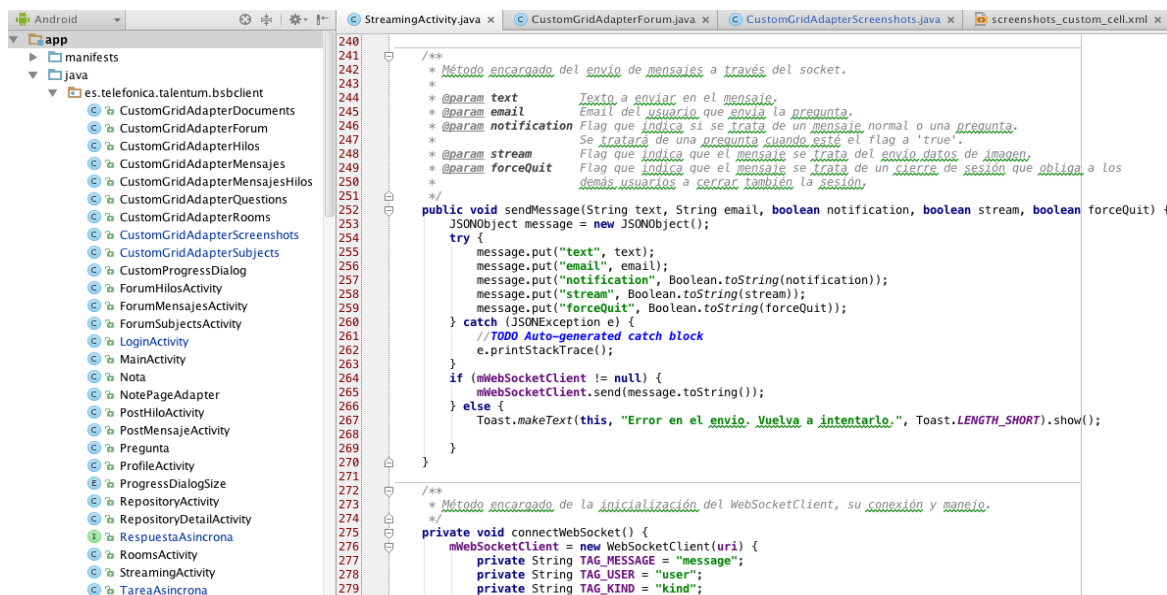 Android
StreamingActivity.java × CustomGridAdapterForum.java × CustomGridAdapterScreenshots.java × screenshots_custom_cell.xml ×
app
manifests
java
es.telefonica.talentum.bsbclient
CustomGridAdapterDocuments
CustomGridAdapterForum
CustomGridAdapterHilos
CustomGridAdapterMensajes
CustomGridAdapterMensajesHilos
CustomGridAdapterQuestions
CustomGridAdapterRooms
CustomGridAdapterScreenshots
CustomGridAdapterSubjects
CustomProgressDialog
ForumHilosActivity
ForumMensajesActivity
ForumSubjectsActivity
LoginActivity
MainActivity
Nota
NotePageAdapter
PostHiloActivity
PostMensajeActivity
Pregunta
ProfileActivity
ProgressDialogSize
RepositoryActivity
RepositoryDetailActivity
RespuestaAsincrona
RoomsActivity
StreamingActivity
TareaAsincrona
240
241 /**
242 * Método encargado del envío de mensajes a través del socket.
243 *
244 * @param text Texto a enviar en el mensaje.
245 * @param email Email del usuario que envia la pregunta.
246 * @param notification Flag que indica si se trata de un mensaje normal o una pregunta.
247 * Se tratará de una pregunta cuando esté el flag a 'true'.
248 * @param stream Flag que indica que el mensaje se trata del envío datos de imagen.
249 * @param forceQuit Flag que indica que el mensaje se trata de un cierre de sesión que obliga a los
250 * demás usuarios a cerrar también la sesión.
251 */
252 public void sendMessage(String text, String email, boolean notification, boolean stream, boolean forceQuit) {
253 JSONObject message = new JSONObject();
254 try {
255 message.put("text", text);
256 message.put("email", email);
257 message.put("notification", Boolean.toString(notification));
258 message.put("stream", Boolean.toString(stream));
259 message.put("forceQuit", Boolean.toString(forceQuit));
260 } catch (JSONException e) {
261 //TODO Auto-generated catch block
262 e.printStackTrace();
263 }
264 if (mWebSocketClient != null) {
265 mWebSocketClient.send(message.toString());
266 } else {
267 Toast.makeText(this, "Error en el envio. Vuelva a intentarlo.", Toast.LENGTH_SHORT).show();
268
269 }
270 }
271
272 /**
273 * Método encargado de la inicialización del WebSocketClient, su conexión y manejo.
274 */
275 private void connectWebSocket() {
276 mWebSocketClient = new WebSocketClient(uri) {
277 private String TAG_MESSAGE = "message";
278 private String TAG_USER = "user";
279 private String TAG_KIND = "kind";